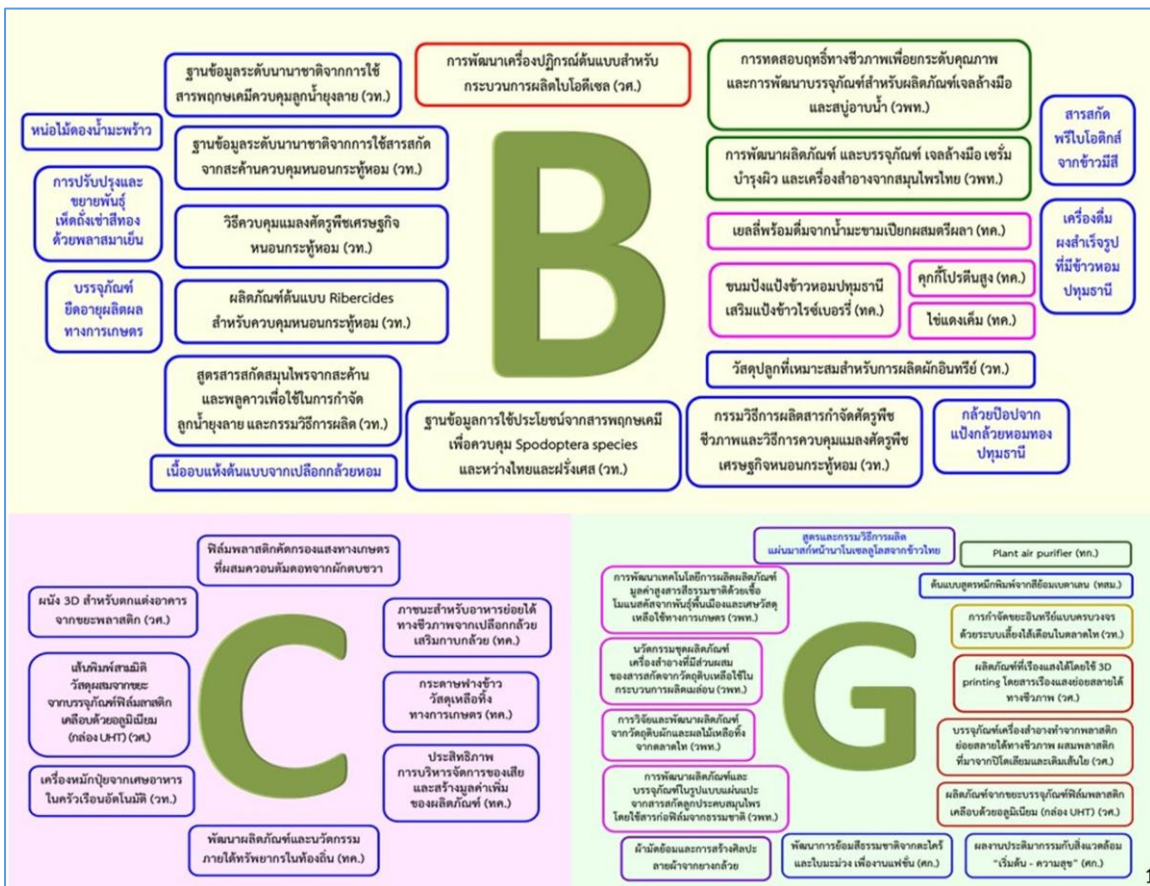 ฐานข้อมูลระดับนานาชาติจากการใช้
สารพฤกษเคมีควบคุมลูกน้ำยุงลาย (วท.)
การพัฒนาเครื่องปฏิกรณ์ต้นแบบสำหรับ
กระบวนการผลิตไบโอดีเซล (วศ.)
การทดสอบฤทธิ์ทางชีวภาพเพื่อยกระดับคุณภาพ
และการพัฒนาบรรจุภัณฑ์สำหรับผลิตภัณฑ์เจลล้างมือ
และสบู่อาบน้ำ (วพท.)
หน่อไม้ดองน้ำมะพร้าว
ฐานข้อมูลระดับนานาชาติจากการใช้สารสกัด
จากสะค้านควบคุมหนอนกระทู้หอม (วท.)
การพัฒนาผลิตภัณฑ์ และบรรจุภัณฑ์ เจลล้างมือ เซรั่ม
บำรุงผิว และเครื่องสำอางจากสมุนไพรไทย (วพท.)
สารสกัด
พรีไบโอติกส์
จากข้าวมีสี
การปรับปรุงและ
ขยายพันธุ์
เห็ดถั่งเช่าสีทอง
ด้วยพลาสมาเย็น
วิธีควบคุมแมลงศัตรูพืชเศรษฐกิจ
หนอนกระทู้หอม (วท.)
B
เยลลี่พร้อมดื่มจากน้ำมะขามเปียกผสมตรีผลา (ทค.)
เครื่องดื่ม
ผงสำเร็จรูป
ที่มีข้าวหอม
ปทุมธานี
บรรจุภัณฑ์
ยืดอายุผลิตผล
ทางการเกษตร
ผลิตภัณฑ์ต้นแบบ Ribercides
สำหรับควบคุมหนอนกระทู้หอม (วท.)
ขนมปังแป้งข้าวหอมปทุมธานี
เสริมแป้งข้าวไรซ์เบอรรี่ (ทค.)
คุกกี้โปรตีนสูง (ทค.)
ไข่แดงเค็ม (ทค.)
สูตรสารสกัดสมุนไพรจากสะค้าน
และพลูคาวเพื่อใช้ในการกำจัด
ลูกน้ำยุงลาย และกรรมวิธีการผลิต (วท.)
วัสดุปลูกที่เหมาะสมสำหรับการผลิตผักอินทรีย์ (วท.)
เนื้ออบแห้งต้นแบบจากเปลือกกล้วยหอม
ฐานข้อมูลการใช้ประโยชน์จากสารพฤกษเคมี
เพื่อควบคุม Spodoptera species
และหว่างไทยและฝรั่งเศส (วท.)
กรรมวิธีการผลิตสารกำจัดศัตรูพืช
ชีวภาพและวิธีการควบคุมแมลงศัตรูพืช
เศรษฐกิจหนอนกระทู้หอม (วท.)
กล้วยป๊อปจาก
แป้งกล้วยหอมทอง
ปทุมธานี
ฟิล์มพลาสติกคัดกรองแสงทางเกษตร
ที่ผสมควอนตัมดอทจากผักตบชวา
ผนัง 3D สำหรับตกแต่งอาคาร
จากขยะพลาสติก (วศ.)
ภาชนะสำหรับอาหารย่อยได้
ทางชีวภาพจากเปลือกกล้วย
เสริมกาบกล้วย (ทค.)
เส้นพิมพ์สามมิติ
วัสดุผสมจากขยะ
จากบรรจุภัณฑ์ฟิล์มพลาสติก
เคลือบด้วยอลูมิเนียม
(กล่อง UHT) (วศ.)
C
กระดาษฟางข้าว
วัสดุเหลือทิ้ง
ทางการเกษตร (ทค.)
เครื่องหมักปุ๋ยจากเศษอาหาร
ในครัวเรือนอัตโนมัติ (วท.)
ประสิทธิภาพ
การบริหารจัดการของเสีย
และสร้างมูลค่าเพิ่ม
ของผลิตภัณฑ์ (ทค.)
พัฒนาผลิตภัณฑ์และนวัตกรรม
ภายใต้ทรัพยากรในท้องถิ่น (ทค.)
สูตรและกรรมวิธีการผลิต
แผ่นมาสก์หน้านาโนเซลลูโลสจากข้าวไทย
Plant air purifier (ทก.)
การพัฒนาเทคโนโลยีการผลิตผลิตภัณฑ์
มูลค่าสูงสารสีธรรมชาติด้วยเชื้อ
โมแนสคัสจากพันธุ์พื้นเมืองและเศษวัสดุ
เหลือใช้ทางการเกษตร (วพท.)
ต้นแบบสูตรหมึกพิมพ์จากสีย้อมเบตาเลน (ทสม.)
การกำจัดขยะอินทรีย์แบบครบวงจร
ด้วยระบบเลี้ยงไส้เดือนในตลาดไท (วท.)
นวัตกรรมชุดผลิตภัณฑ์
เครื่องสำอางที่มีส่วนผสม
ของสารสกัดจากวัตถุดิบเหลือใช้ใน
กระบวนการผลิตเมล่อน (วพท.)
G
ผลิตภัณฑ์ที่เรืองแสงได้โดยใช้ 3D
printing โดยสารเรืองแสงย่อยสลายได้
ทางชีวภาพ (วศ.)
การวิจัยและพัฒนาผลิตภัณฑ์
จากวัตถุดิบผักและผลไม้เหลือทิ้ง
จากตลาดไท (วพท.)
บรรจุภัณฑ์เครื่องสำอางทำจากพลาสติก
ย่อยสลายได้ทางชีวภาพ ผสมพลาสติก
ที่มาจากปิโตเลียมและเติมเส้นใย (วศ.)
การพัฒนาผลิตภัณฑ์และ
บรรจุภัณฑ์ในรูปแบบแผ่นแปะ
จากสารสกัดลูกประคบสมุนไพร
โดยใช้สารก่อฟิล์มจากธรรมชาติ (วพท.)
ผลิตภัณฑ์จากขยะบรรจุภัณฑ์ฟิล์มพลาสติก
เคลือบด้วยอลูมิเนียม (กล่อง UHT) (วศ.)
ผ้ามัดย้อมและการสร้างศิลปะ
ลายผ้าจากยางกล้วย
พัฒนาการย้อมสีธรรมชาติจากตะไคร้
และใบมะม่วง เพื่องานแฟชั่น (ศก.)
ผลงานประติมากรรมกับสิ่งแวดล้อม
"เริ่มต้น - ความสุข" (ศก.)
1